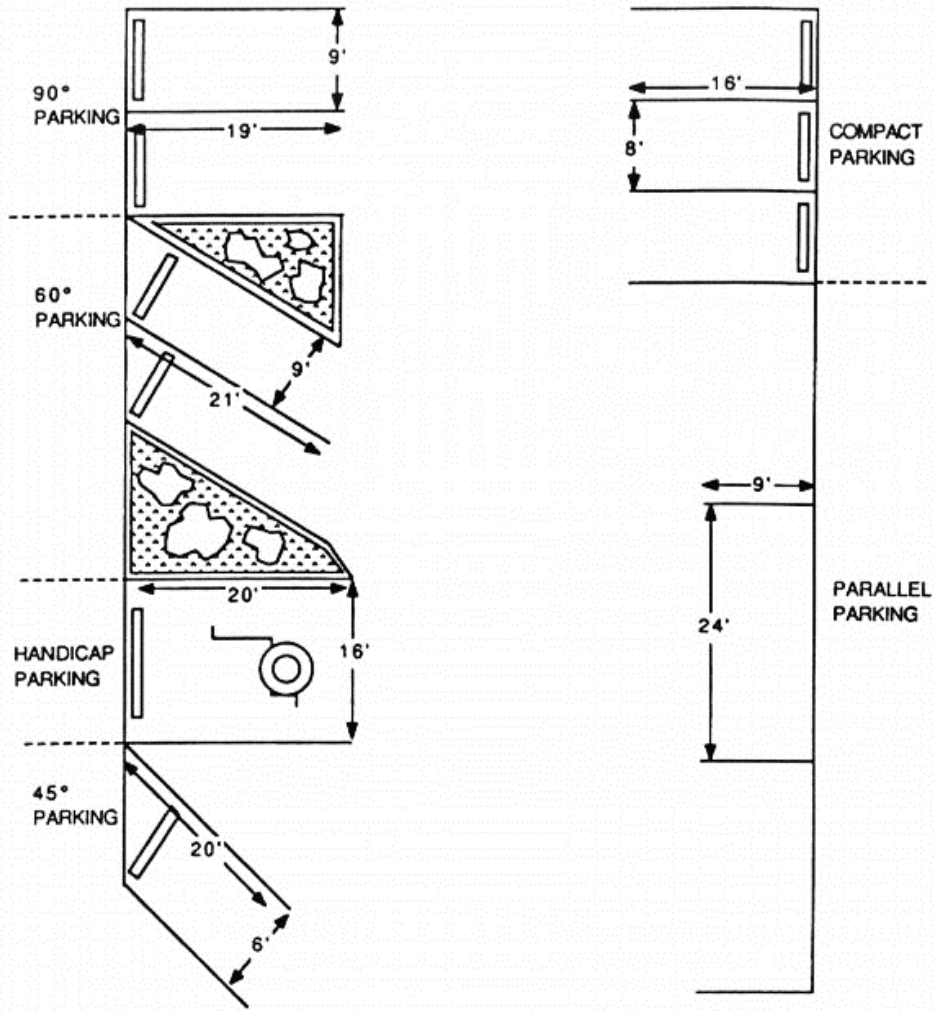 9'
90°
PARKING
19'
16'
8'
COMPACT
PARKING
60°
PARKING
9'
21'
9'
20'
24'
PARALLEL
PARKING
HANDICAP
PARKING
16'
45°
PARKING
20'
6'